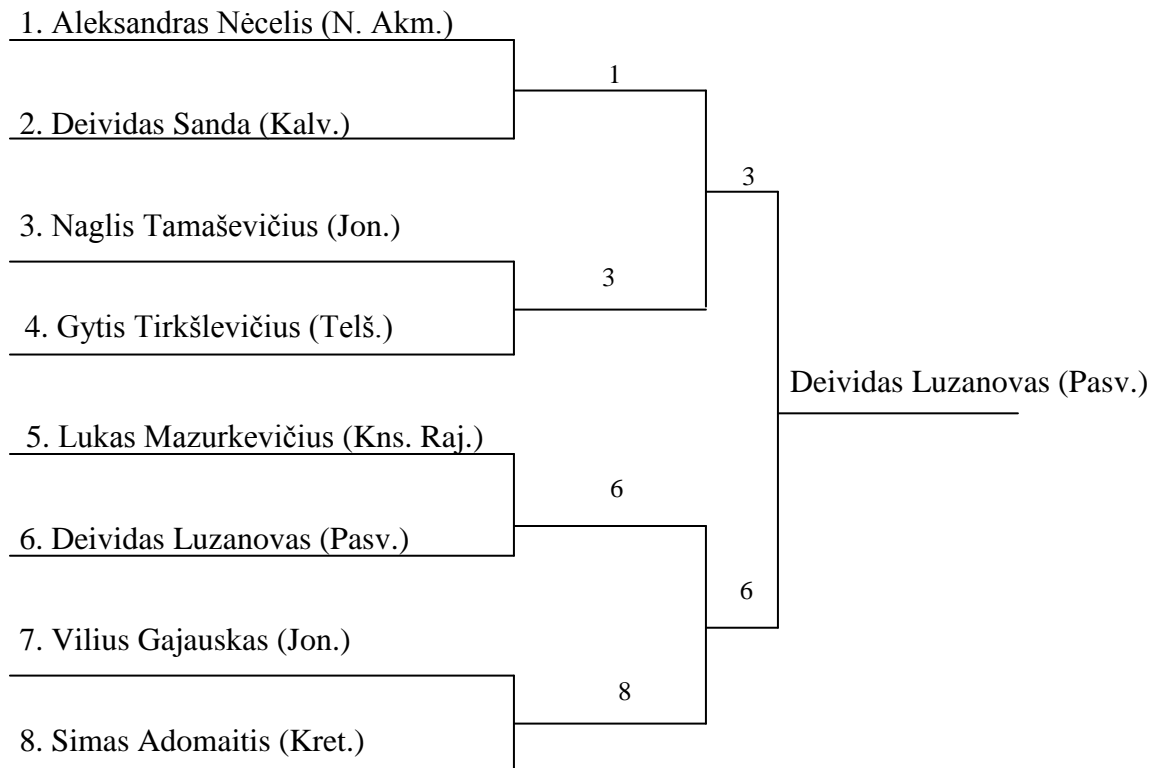 1. Aleksandras Nėcelis (N. Akm.)
1
2. Deividas Sanda (Kalv.)
3
3. Naglis Tamaševičius (Jon.)
3
4. Gytis Tirkšlevičius (Telš.)
Deividas Luzanovas (Pasv.)
5. Lukas Mazurkevičius (Kns. Raj.)
6
6. Deividas Luzanovas (Pasv.)
6
7. Vilius Gajauskas (Jon.)
8
8. Simas Adomaitis (Kret.)